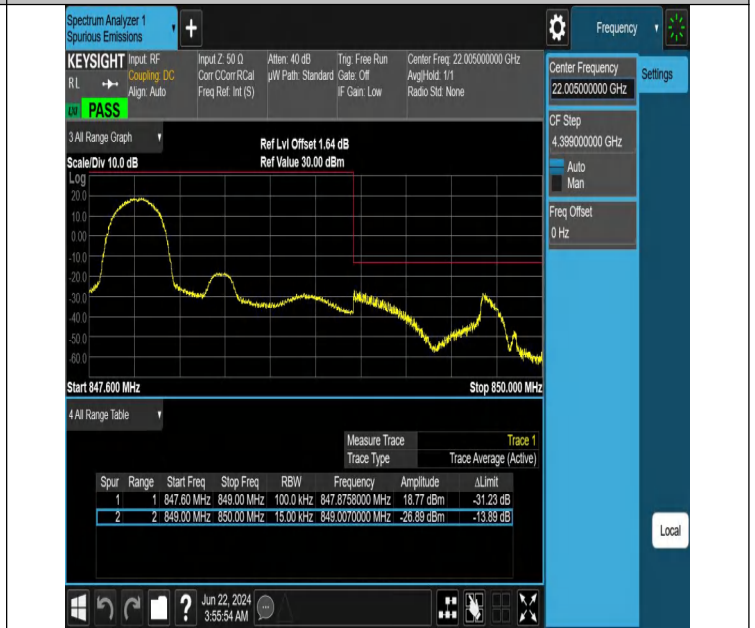 Spectrum Analyzer 1
Spurious Emissions
+
Frequency
KEYSIGHT
RL
PASS
Input: RF
Coupling: DC
Align: Auto
Input Z: 50 Ω
Corr CCorr RCal
Freq Ref: Int (S)
Atten: 40 dB
µW Path: Standard
Trig: Free Run
Gate: Off
IF Gain: Low
Center Freq: 22.005000000 GHz
Avg|Hold: 1/1
Radio Std: None
Center Frequency
22.005000000 GHz
Settings
CF Step
4.399000000 GHz
Auto
Man
Freq Offset
0 Hz
3 All Range Graph
Ref Lvl Offset 1.64 dB
Scale/Div 10.0 dB
Ref Value 30.00 dBm
Log
20.0
10.0
0.00
-10.0
-20.0
-30.0
-40.0
-50.0
-60.0
Start 847.600 MHz
Stop 850.000 MHz
4 All Range Table
Measure Trace Trace 1
Trace Type Trace Average (Active)
Spur Range Start Freq Stop Freq RBW Frequency Amplitude ΔLimit
1 1 847.60 MHz 849.00 MHz 100.0 kHz 847.8758000 MHz 18.77 dBm -31.23 dB
2 2 849.00 MHz 850.00 MHz 15.00 kHz 849.0070000 MHz -26.89 dBm -13.89 dB
Local
?
Jun 22, 2024
3:55:54 AM